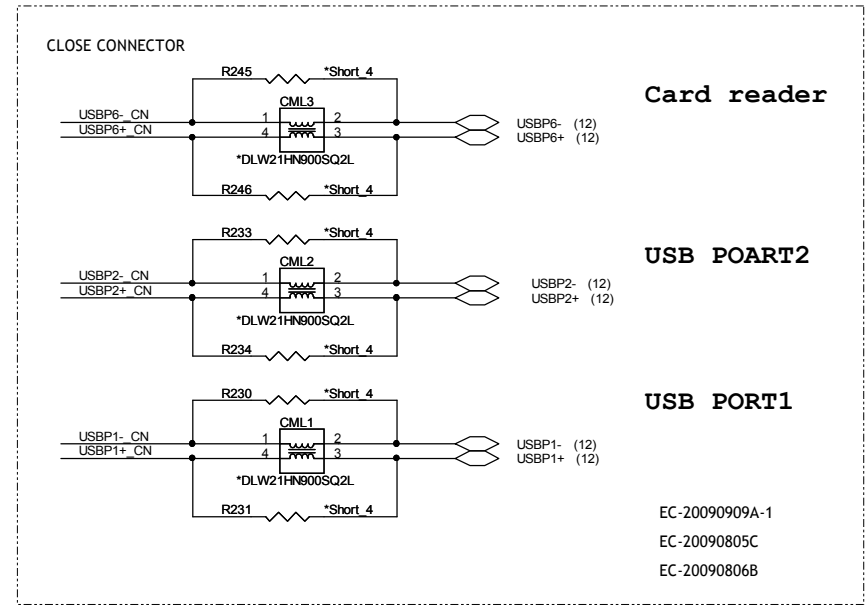 CLOSE CONNECTOR
R245 *Short_4
CML3
Card reader
USBP6-_CN 1 2 USBP6- (12)
USBP6+_CN 4 3 USBP6+ (12)
*DLW21HN900SQ2L
R246 *Short_4
R233 *Short_4
USB POART2
CML2
USBP2-_CN 1 2 USBP2- (12)
USBP2+_CN 4 3 USBP2+ (12)
*DLW21HN900SQ2L
R234 *Short_4
R230 *Short_4
USB PORT1
CML1
USBP1-_CN 1 2 USBP1- (12)
USBP1+_CN 4 3 USBP1+ (12)
*DLW21HN900SQ2L
R231 *Short_4
EC-20090909A-1
EC-20090805C
EC-20090806B